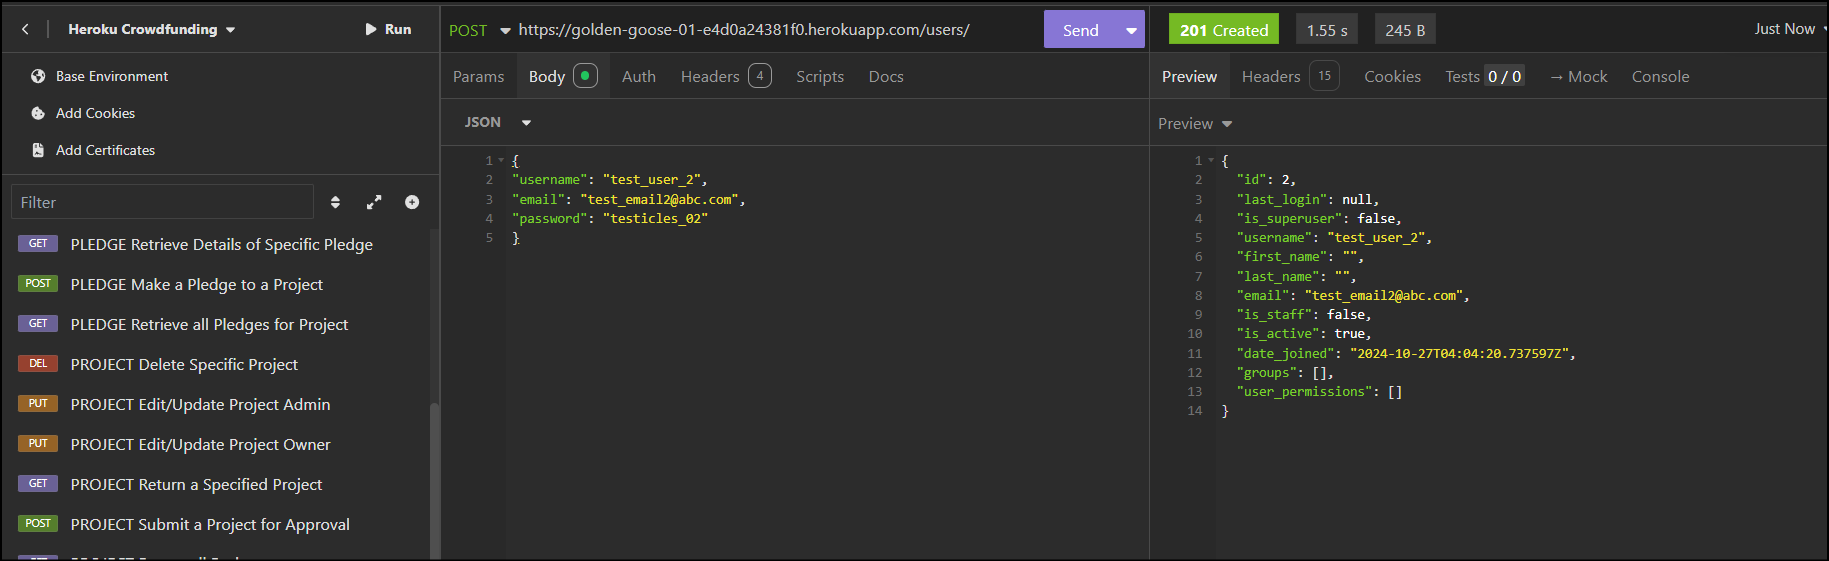 Heroku Crowdfunding
Run
Base Environment
Add Cookies
Add Certificates
Filter
GET PLEDGE Retrieve Details of Specific Pledge
POST PLEDGE Make a Pledge to a Project
GET PLEDGE Retrieve all Pledges for Project
DEL PROJECT Delete Specific Project
PUT PROJECT Edit/Update Project Admin
PUT PROJECT Edit/Update Project Owner
GET PROJECT Return a Specified Project
POST PROJECT Submit a Project for Approval
POST https://golden-goose-01-e4d0a24381f0.herokuapp.com/users/ Send
Params Body Auth Headers 4 Scripts Docs
JSON
1 {
2 "username": "test_user_2",
3 "email": "test_email2@abc.com",
4 "password": "testicles_02"
5 }
201 Created 1.55 s 245 B Just Now
Preview Headers 15 Cookies Tests 0 / 0 → Mock Console
Preview
1 {
2 "id": 2,
3 "last_login": null,
4 "is_superuser": false,
5 "username": "test_user_2",
6 "first_name": "",
7 "last_name": "",
8 "email": "test_email2@abc.com",
9 "is_staff": false,
10 "is_active": true,
11 "date_joined": "2024-10-27T04:04:20.737597Z",
12 "groups": [],
13 "user_permissions": []
14 }